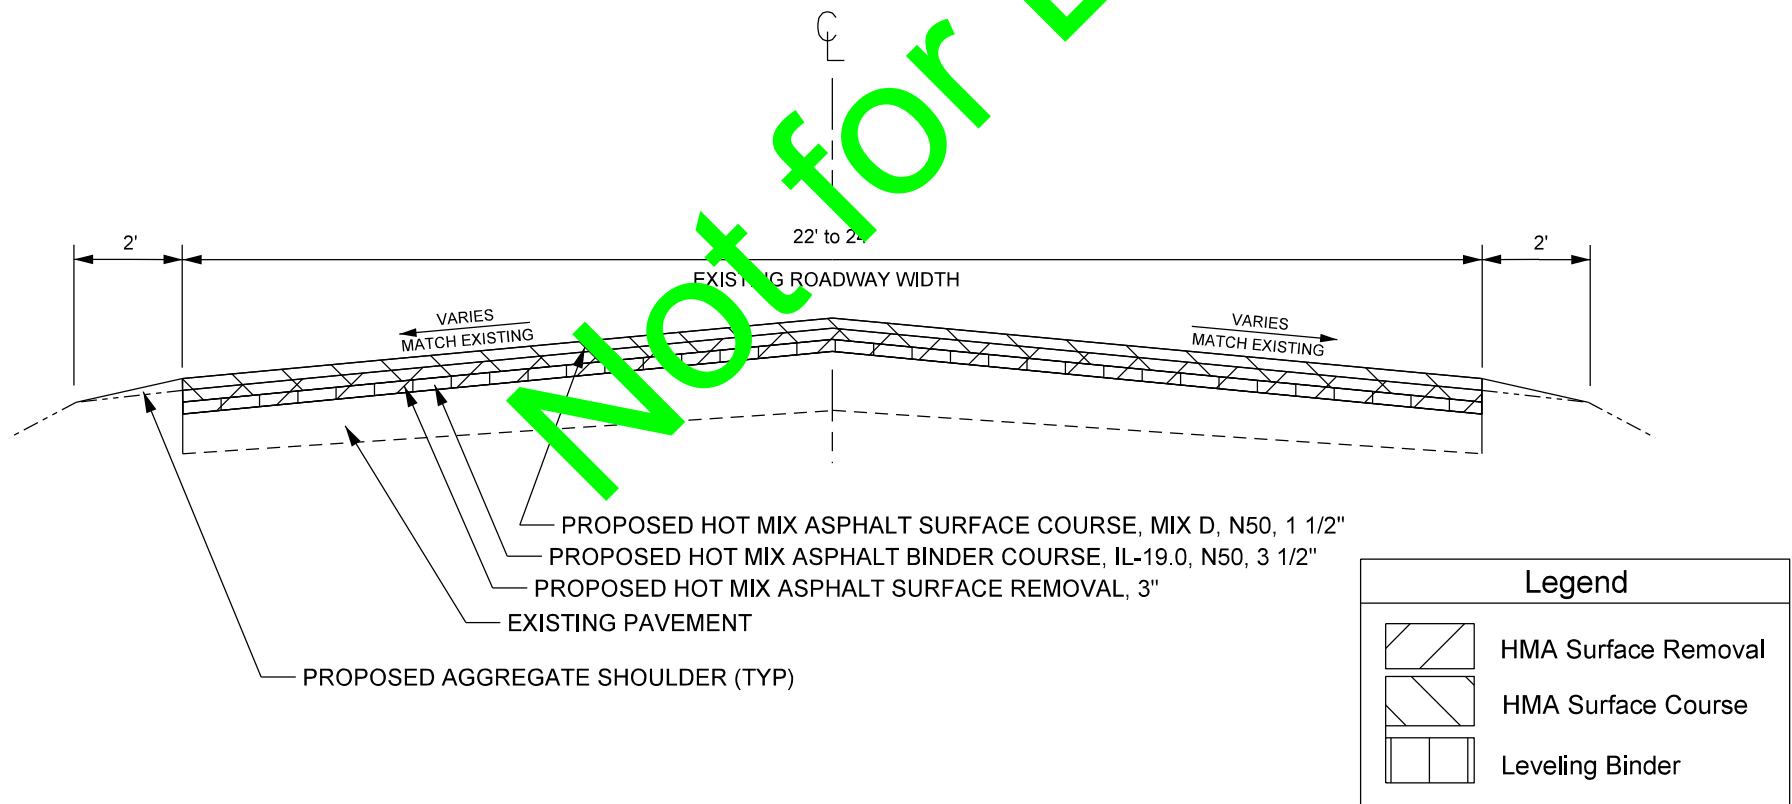 Not for
2'
22' to 24
2'
EXISTING ROADWAY WIDTH
VARIES
MATCH EXISTING
VARIES
MATCH EXISTING
PROPOSED HOT MIX ASPHALT SURFACE COURSE, MIX D, N50, 1 1/2"
PROPOSED HOT MIX ASPHALT BINDER COURSE, IL-19.0, N50, 3 1/2"
PROPOSED HOT MIX ASPHALT SURFACE REMOVAL, 3"
EXISTING PAVEMENT
PROPOSED AGGREGATE SHOULDER (TYP)
Legend
HMA Surface Removal
HMA Surface Course
Leveling Binder